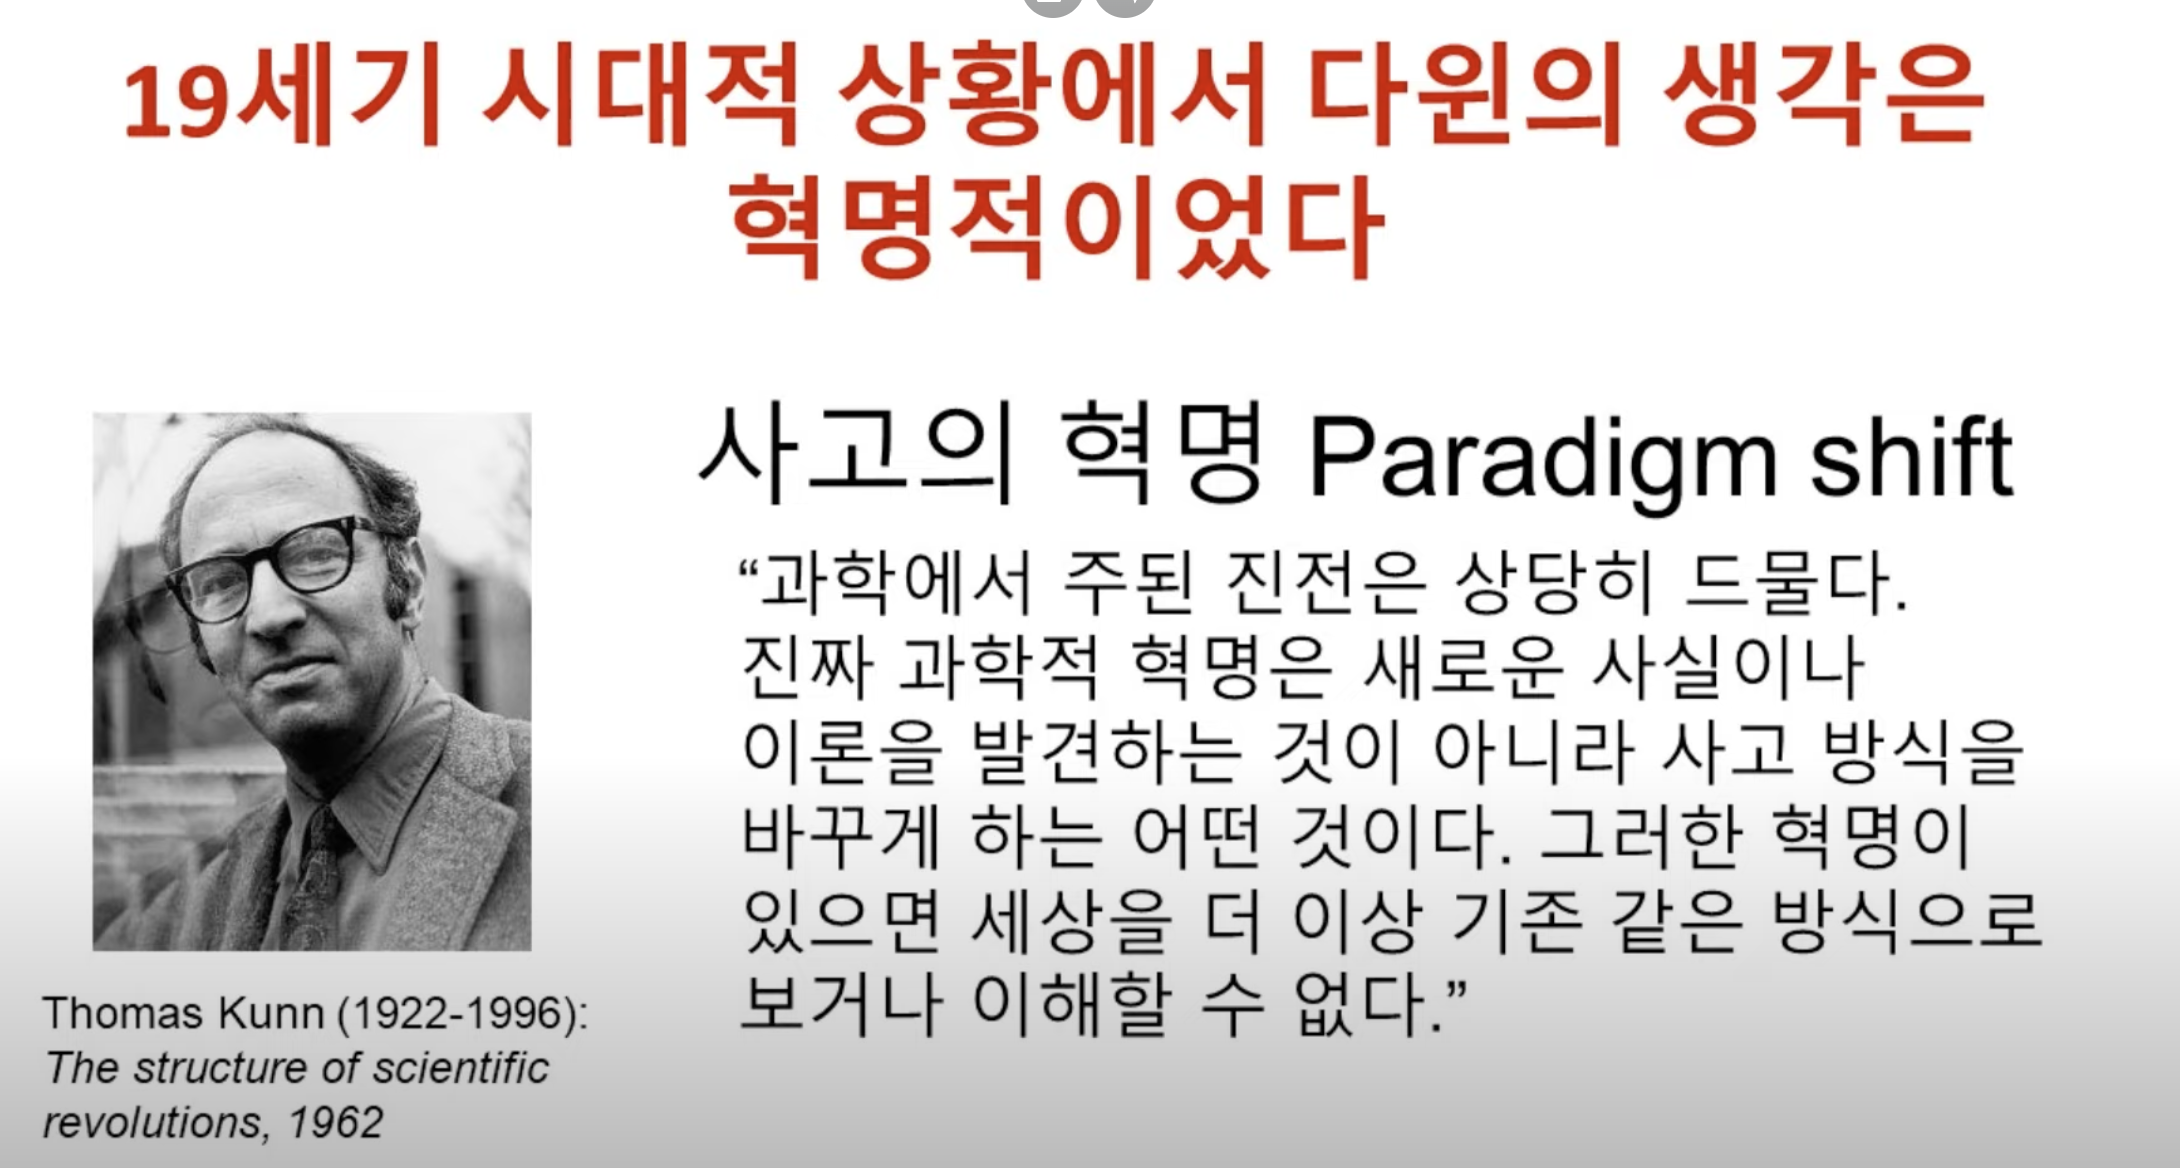 19세기 시대적 상황에서 다윈의 생각은
혁명적이었다
사고의 혁명 Paradigm shift
“과학에서 주된 진전은 상당히 드물다.
진짜 과학적 혁명은 새로운 사실이나
이론을 발견하는 것이 아니라 사고 방식을
바꾸게 하는 어떤 것이다. 그러한 혁명이
있으면 세상을 더 이상 기존 같은 방식으로
보거나 이해할 수 없다.”
Thomas Kunn (1922-1996):
The structure of scientific
revolutions, 1962